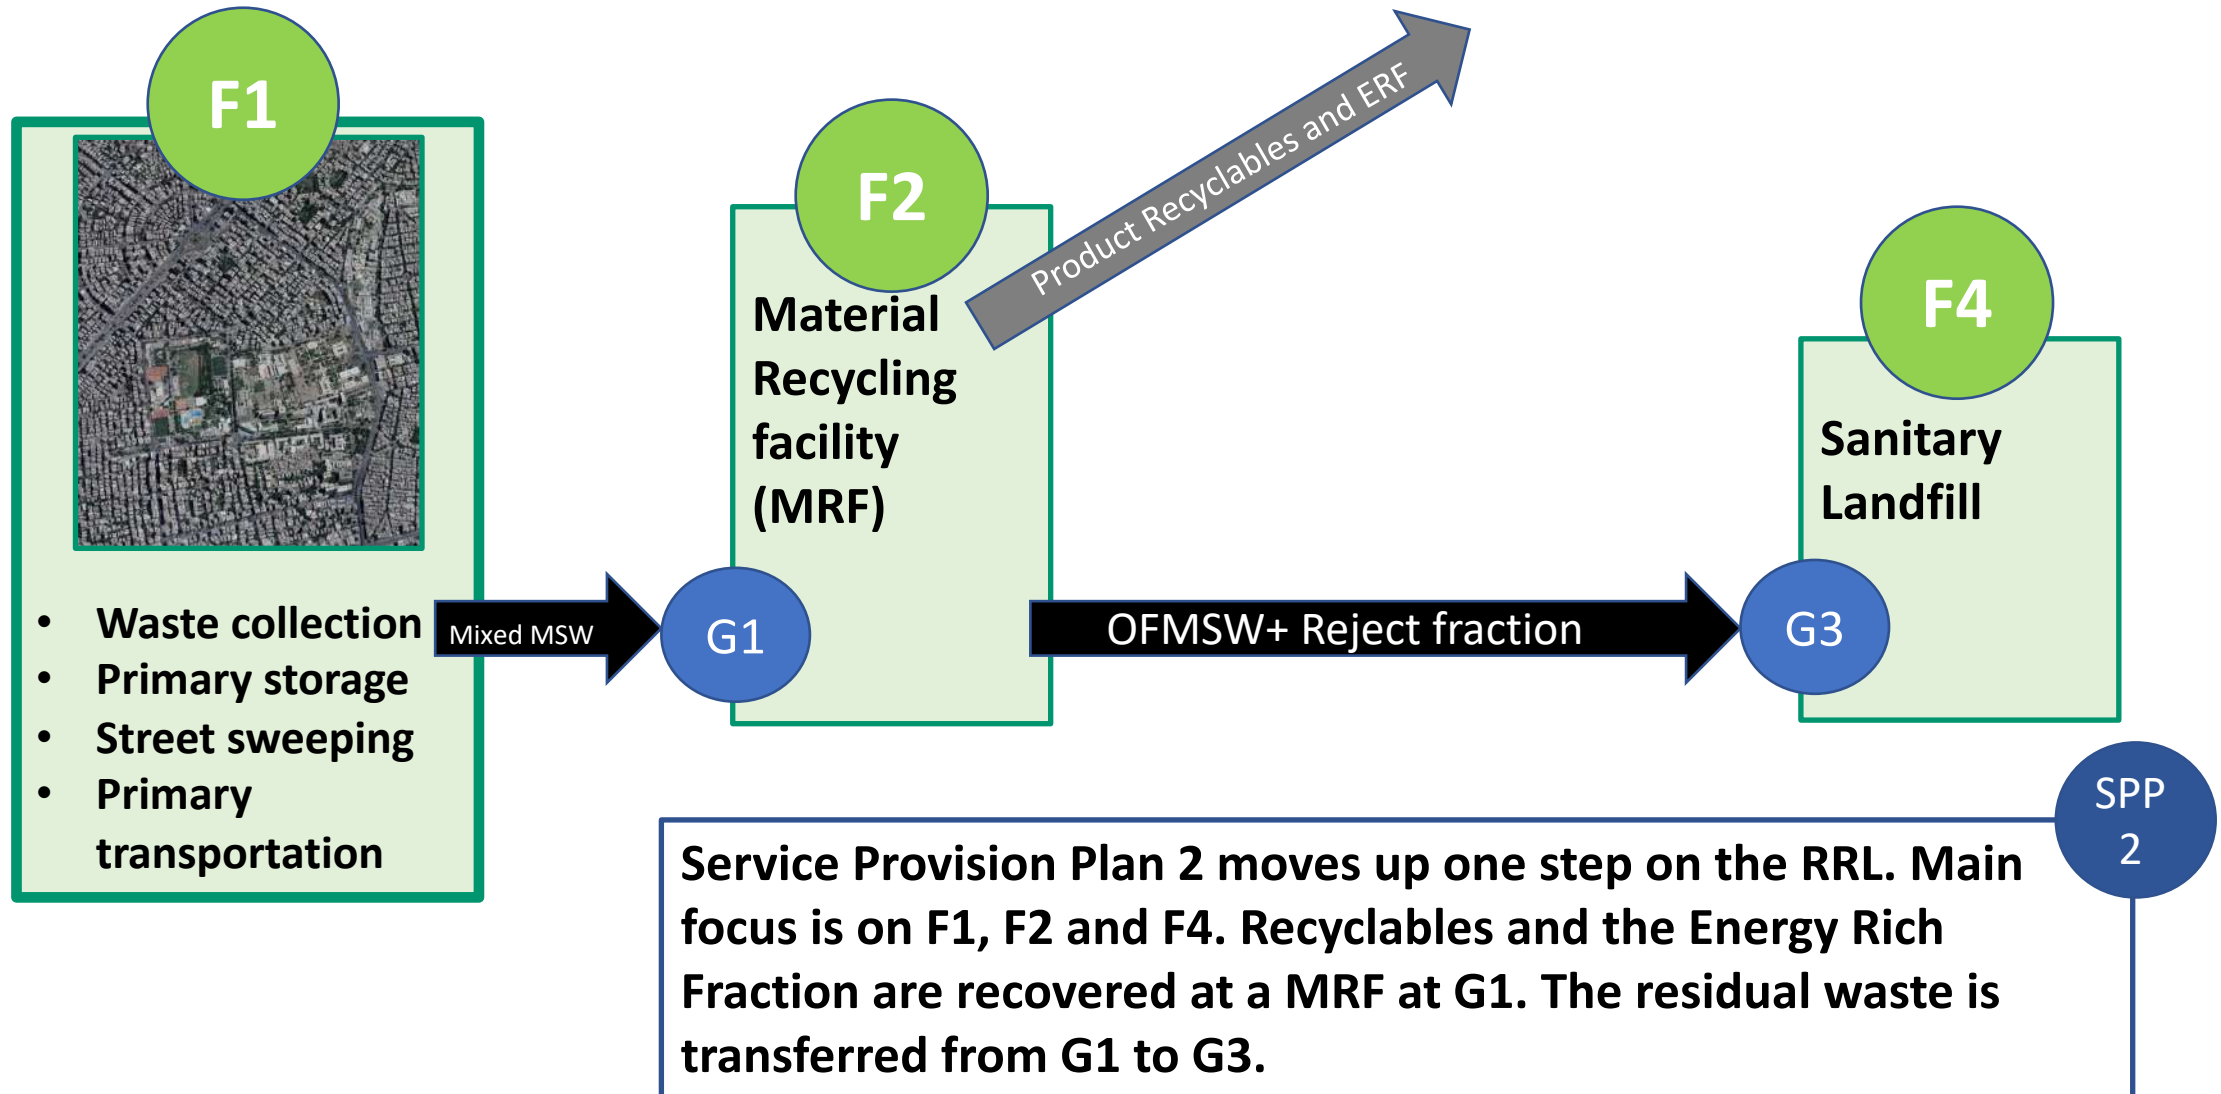 F1
• Waste collection
• Primary storage
• Street sweeping
• Primary
transportation
Mixed MSW
F2
Material
Recycling
facility
(MRF)
G1
Product Recyclables and ERF
OFMSW+ Reject fraction
F4
Sanitary
Landfill
G3
SPP
2
Service Provision Plan 2 moves up one step on the RRL. Main
focus is on F1, F2 and F4. Recyclables and the Energy Rich
Fraction are recovered at a MRF at G1. The residual waste is
transferred from G1 to G3.